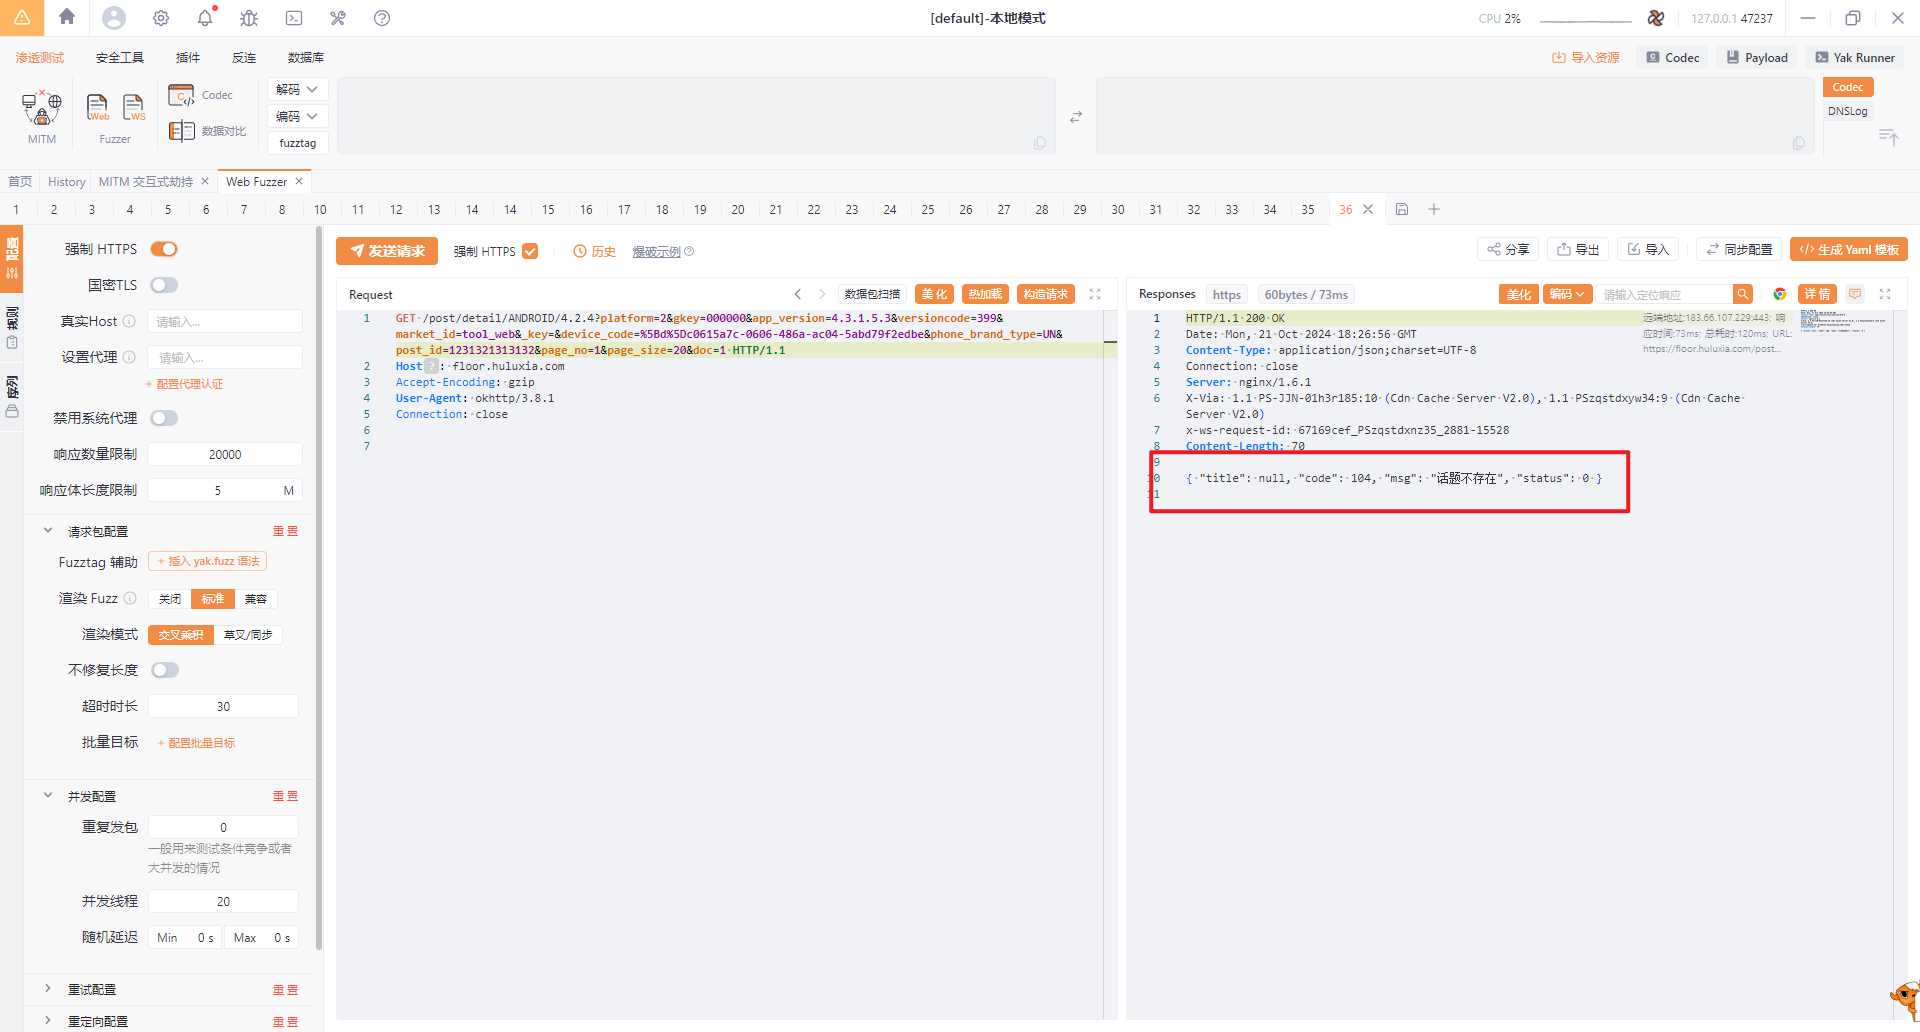 [default]-本地模式
CPU 2%
127.0.0.1 47237
渗透测试 安全工具 插件 反连 数据库
导入资源 Codec Payload Yak Runner
MITM
Web WS
Fuzzer
Codec
数据对比
解码
编码
fuzztag
Codec
DNSLog
首页 History MITM 交互式劫持 Web Fuzzer
1 2 3 4 5 6 7 8 10 11 12 13 14 14 15 16 17 18 19 20 21 22 23 24 25 26 27 28 29 30 31 32 33 34 35 36
配置
规则
序列
强制 HTTPS
国密TLS
真实Host 请输入...
设置代理 请输入...
+ 配置代理认证
禁用系统代理
响应数量限制 20000
响应体长度限制 5 M
请求包配置 重置
Fuzztag 辅助 + 插入 yak.fuzz 语法
渲染 Fuzz 关闭 标准 兼容
渲染模式 交叉乘积 草叉/同步
不修复长度
超时时长 30
批量目标 + 配置批量目标
并发配置 重置
重复发包 0
一般用来测试条件竞争或者
大并发的情况
并发线程 20
随机延迟 Min 0 s Max 0 s
重试配置 重置
重定向配置 重置
发送请求 强制 HTTPS 历史 爆破示例
分享 导出 导入 同步配置 生成 Yaml 模板
Request 数据包扫描 美化 热加载 构造请求
1 GET /post/detail/ANDROID/4.2.4?platform=2&gkey=000000&app_version=4.3.1.5.3&versioncode=399&
market_id=tool_web&_key=&device_code=%5Bd%5Dc0615a7c-0606-486a-ac04-5abd79f2edbe&phone_brand_type=UN&
post_id=1231321313132&page_no=1&page_size=20&doc=1 HTTP/1.1
2 Host ? : floor.huluxia.com
3 Accept-Encoding: gzip
4 User-Agent: okhttp/3.8.1
5 Connection: close
6
7
Responses https 60bytes / 73ms 美化 编码 请输入定位响应 详情
1 HTTP/1.1 200 OK
2 Date: Mon, 21 Oct 2024 18:26:56 GMT
3 Content-Type: application/json;charset=UTF-8
4 Connection: close
5 Server: nginx/1.6.1
6 X-Via: 1.1 PS-JJN-01h3r185:10 (Cdn Cache Server V2.0), 1.1 PSzqstdxyw34:9 (Cdn Cache
Server V2.0)
7 x-ws-request-id: 67169cef_PSzqstdxnz35_2881-15528
8 Content-Length: 70
9
10 { "title": null, "code": 104, "msg": "话题不存在", "status": 0 }
11
远端地址:183.66.107.229:443; 响
应时间:73ms; 总耗时:120ms; URL:
https://floor.huluxia.com/post...